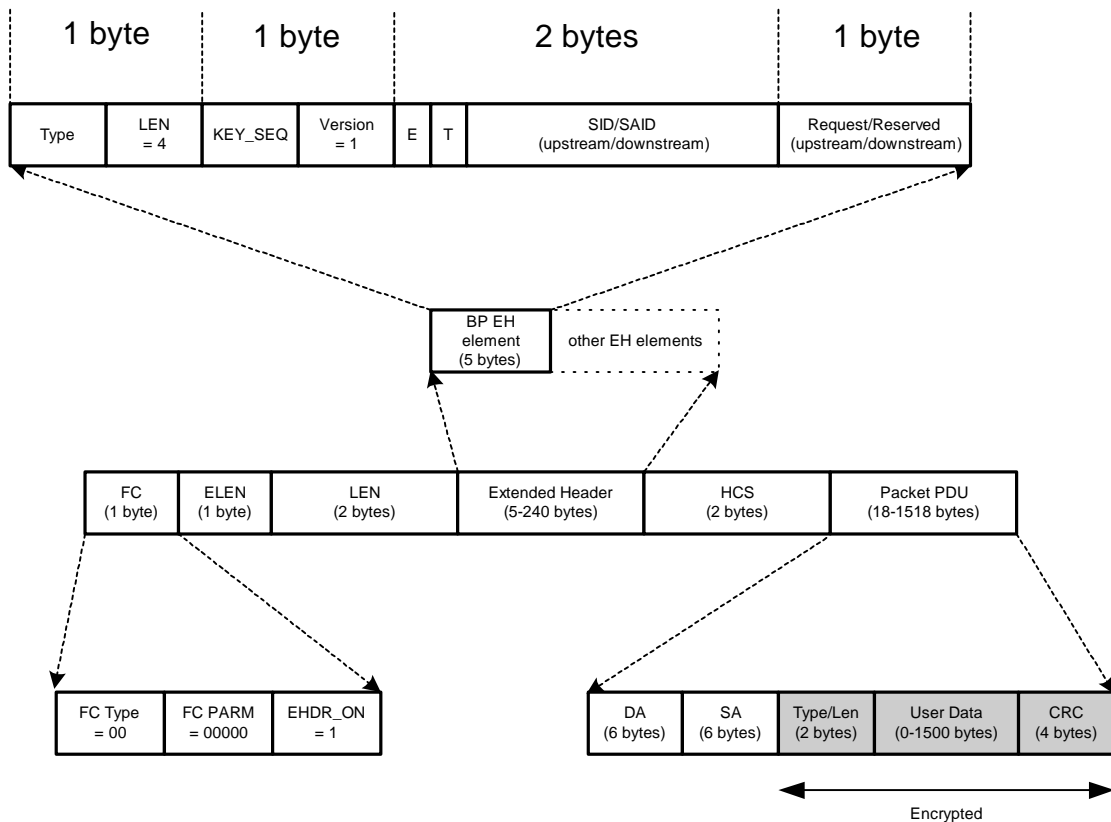 1 byte 1 byte 2 bytes 1 byte
Type LEN KEY_SEQ Version E T SID/SAID Request/Reserved
= 4 = 1 (upstream/downstream) (upstream/downstream)
BP EH
element other EH elements
(5 bytes)
FC ELEN LEN Extended Header HCS Packet PDU
(1 byte) (1 byte) (2 bytes) (5-240 bytes) (2 bytes) (18-1518 bytes)
FC Type FC PARM EHDR_ON DA SA Type/Len User Data CRC
= 00 = 00000 = 1 (6 bytes) (6 bytes) (2 bytes) (0-1500 bytes) (4 bytes)
Encrypted